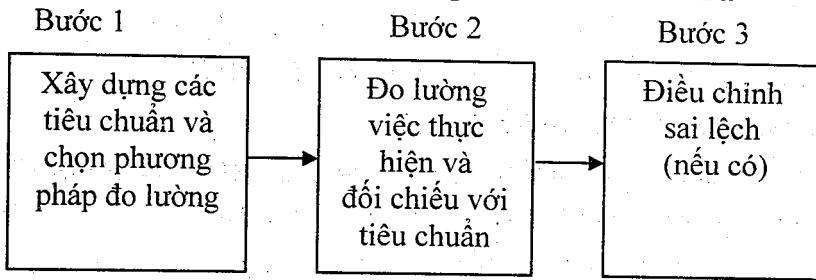 Bước 1
Xây dựng các
tiêu chuẩn và
chọn phương
pháp đo lường
Bước 2
Đo lường
việc thực
hiện và
đối chiếu với
tiêu chuẩn
Bước 3
Điều chỉnh
sai lệch
(nếu có)